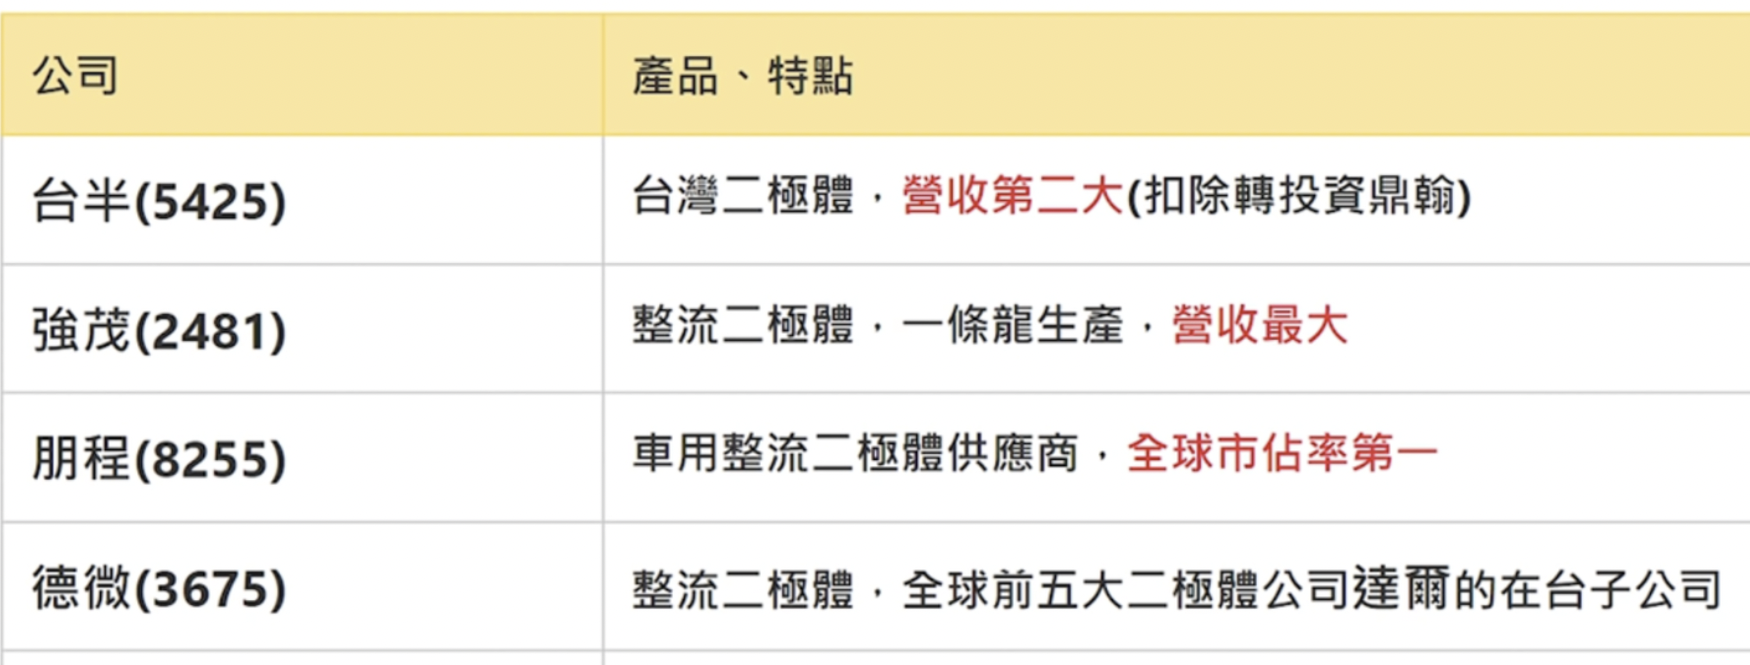 公司
產品、特點
台半(5425)
台灣二極體，營收第二大(扣除轉投資鼎翰)
強茂(2481)
整流二極體，一條龍生產，營收最大
朋程(8255)
車用整流二極體供應商，全球市佔率第一
德微(3675)
整流二極體，全球前五大二極體公司達爾的在台子公司